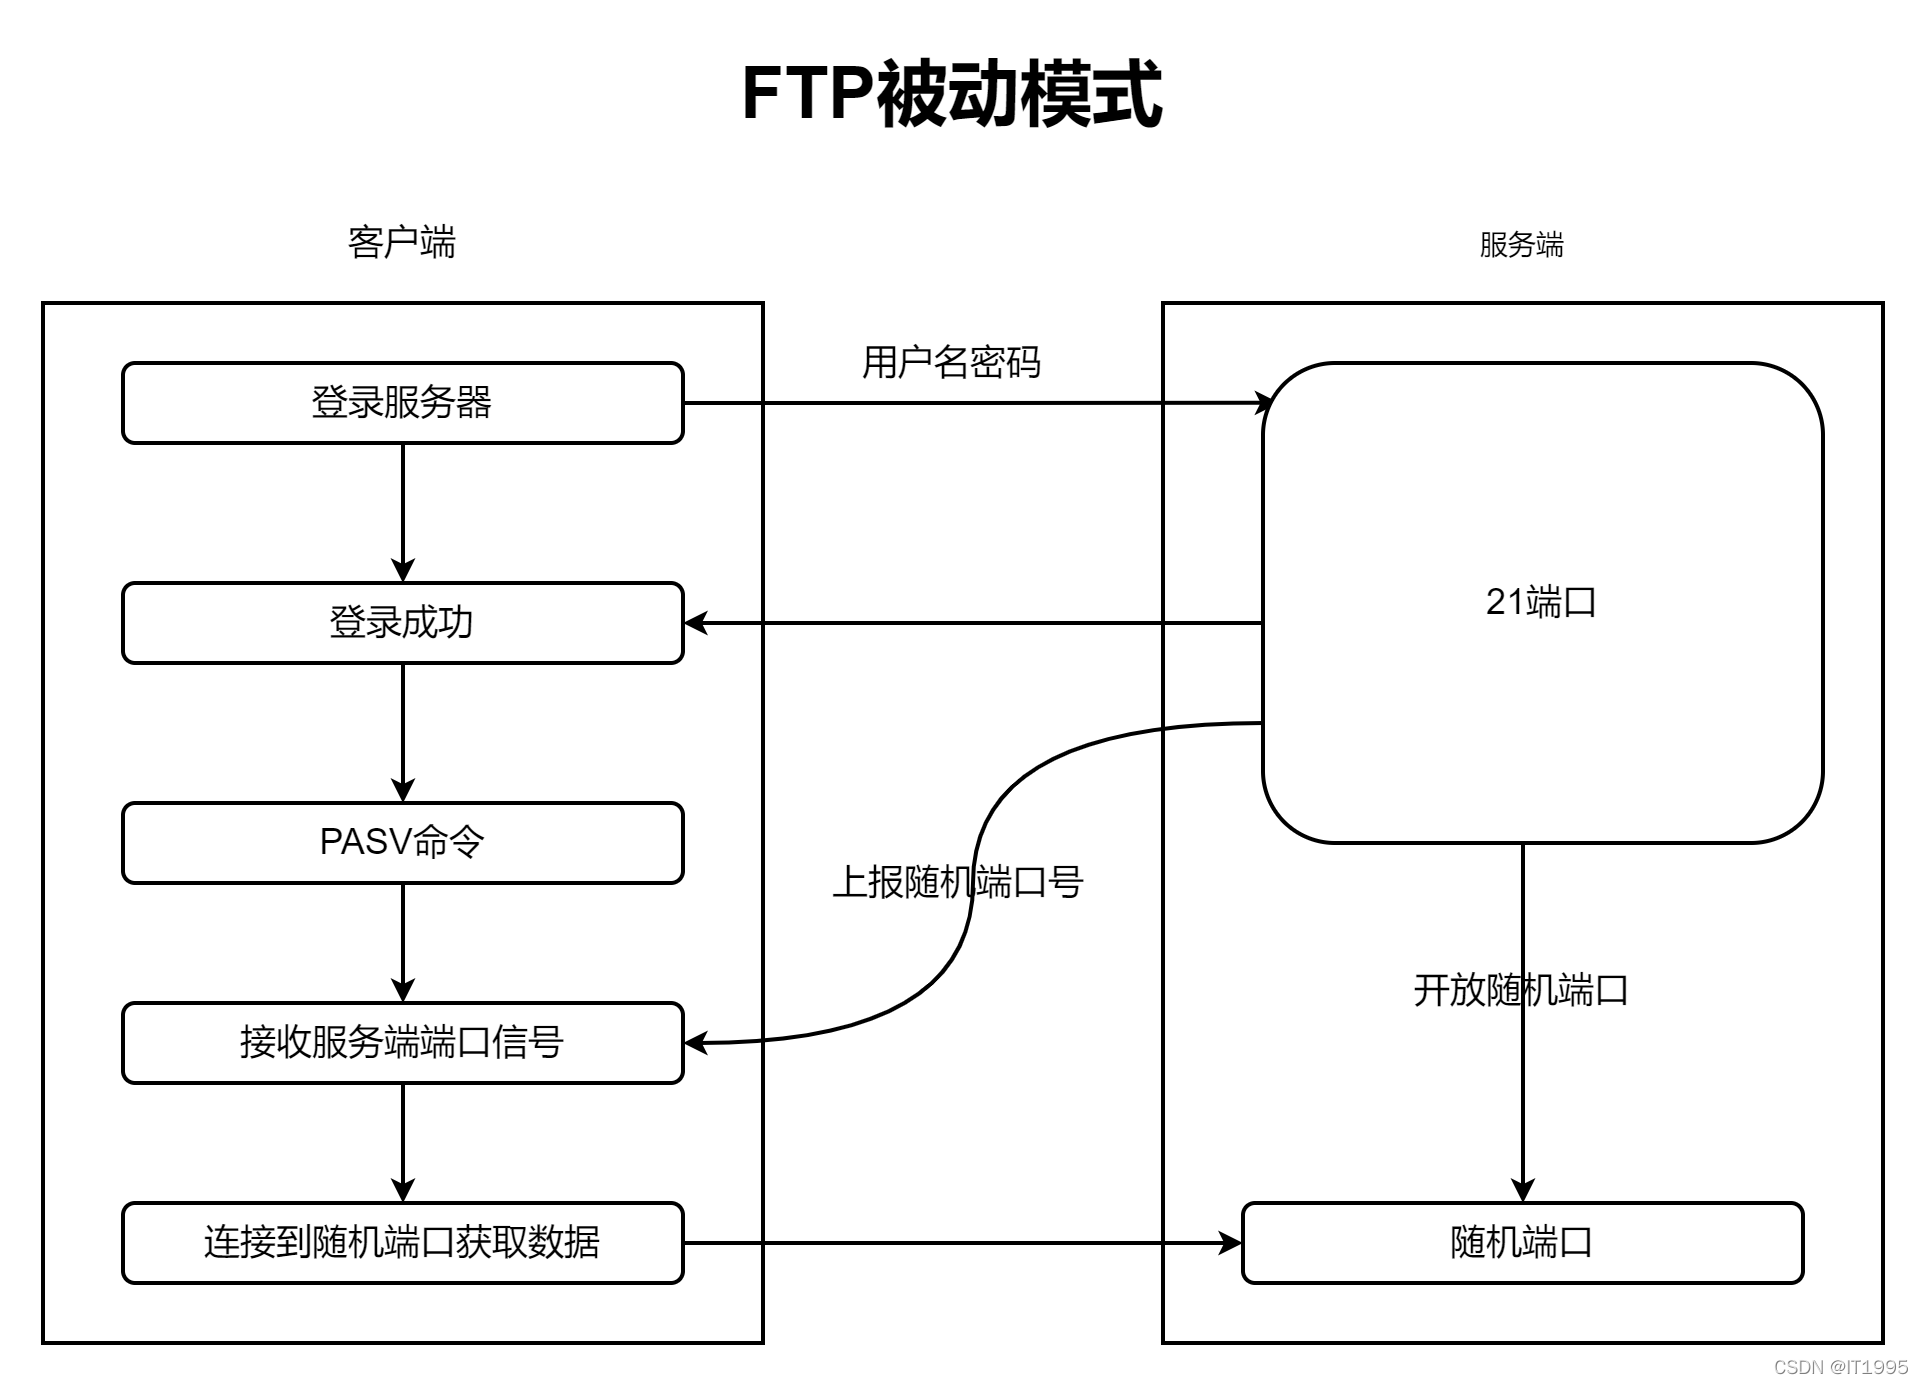 FTP被动模式
客户端
服务端
登录服务器
用户名密码
登录成功
21端口
PASV命令
上报随机端口号
开放随机端口
接收服务端端口信号
连接到随机端口获取数据
随机端口
CSDN @IT1995